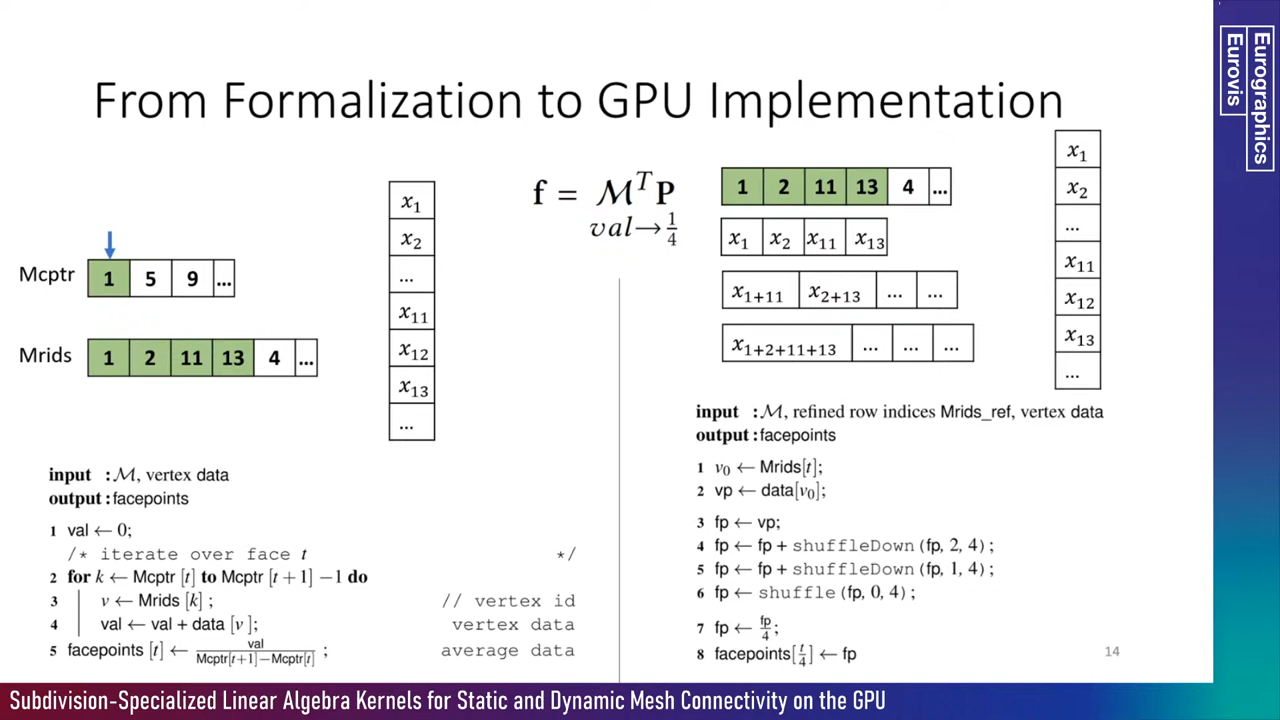 From Formalization to GPU Implementation
Mcptr 1 5 9 ...
Mrids 1 2 11 13 4 ...
x₁
x₂
...
x₁₁
x₁₂
x₁₃
...
input : ℳ, vertex data
output : facepoints
1 val ← 0;
/* iterate over face t */
2 for k ← Mcptr [t] to Mcptr [t+1] −1 do
3 v ← Mrids [k] ; // vertex id
4 val ← val + data [v]; vertex data
5 facepoints [t] ← val / Mcptr[t+1]−Mcptr[t] ; average data
f = ℳᵀP
val→1/4
1 2 11 13 4 ...
x₁ x₂ x₁₁ x₁₃
x₁₊₁₁ x₂₊₁₃ ... ...
x₁₊₂₊₁₁₊₁₃ ... ... ...
x₁
x₂
...
x₁₁
x₁₂
x₁₃
...
input : ℳ, refined row indices Mrids_ref, vertex data
output : facepoints
1 v₀ ← Mrids[t];
2 vp ← data[v₀];
3 fp ← vp;
4 fp ← fp + shuffleDown(fp, 2, 4);
5 fp ← fp + shuffleDown(fp, 1, 4);
6 fp ← shuffle(fp, 0, 4);
7 fp ← fp/4;
8 facepoints[t/4] ← fp
14
Eurographics
Eurovis
Subdivision-Specialized Linear Algebra Kernels for Static and Dynamic Mesh Connectivity on the GPU